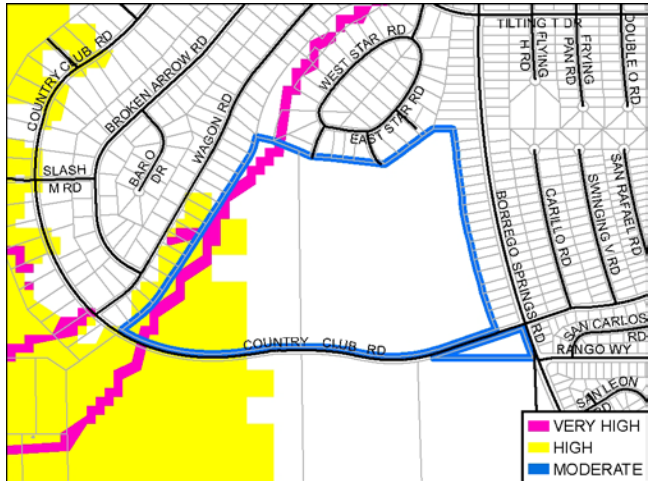 TILTING T DR
FLYING
H RD
FRYING
PAN RD
DOUBLE O RD
COUNTRY CLUB RD
BROKEN ARROW RD
WEST STAR RD
EAST STAR RD
WAGON RD
SLASH
M RD
BAR O
DR
BORREGO SPRINGS RD
CARILLO RD
SWINGING V RD
SAN RAFAEL RD
COUNTRY CLUB RD
SAN CARLOS
RD
RANGO WY
SAN LEON
RD
VERY HIGH
HIGH
MODERATE